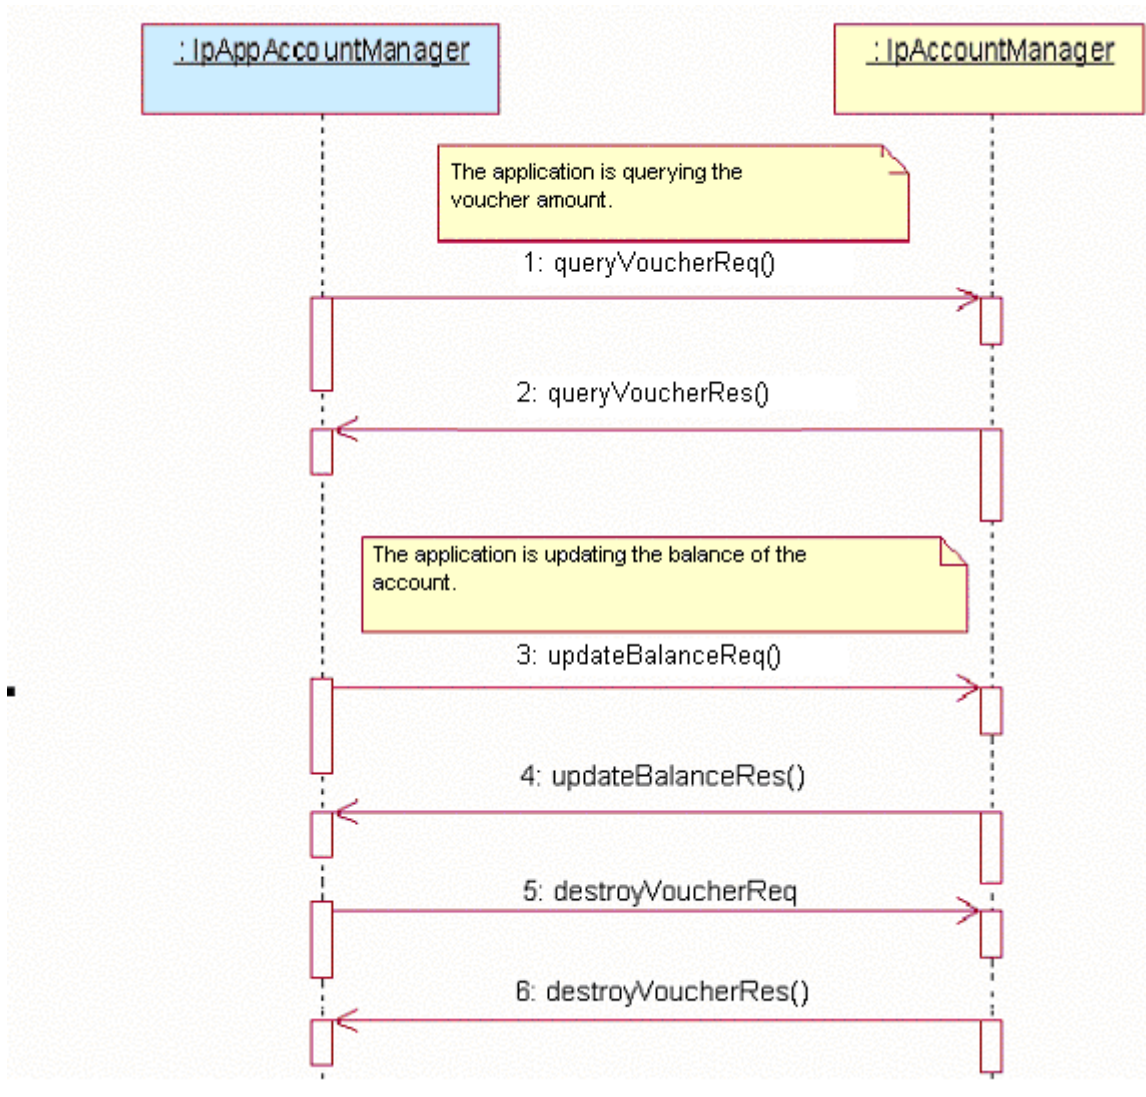 : IpAppAccountManager
: IpAccountManager
The application is querying the
voucher amount.
1: queryVoucherReq()
2: queryVoucherRes()
The application is updating the balance of the
account.
3: updateBalanceReq()
4: updateBalanceRes()
5: destroyVoucherReq
6: destroyVoucherRes()